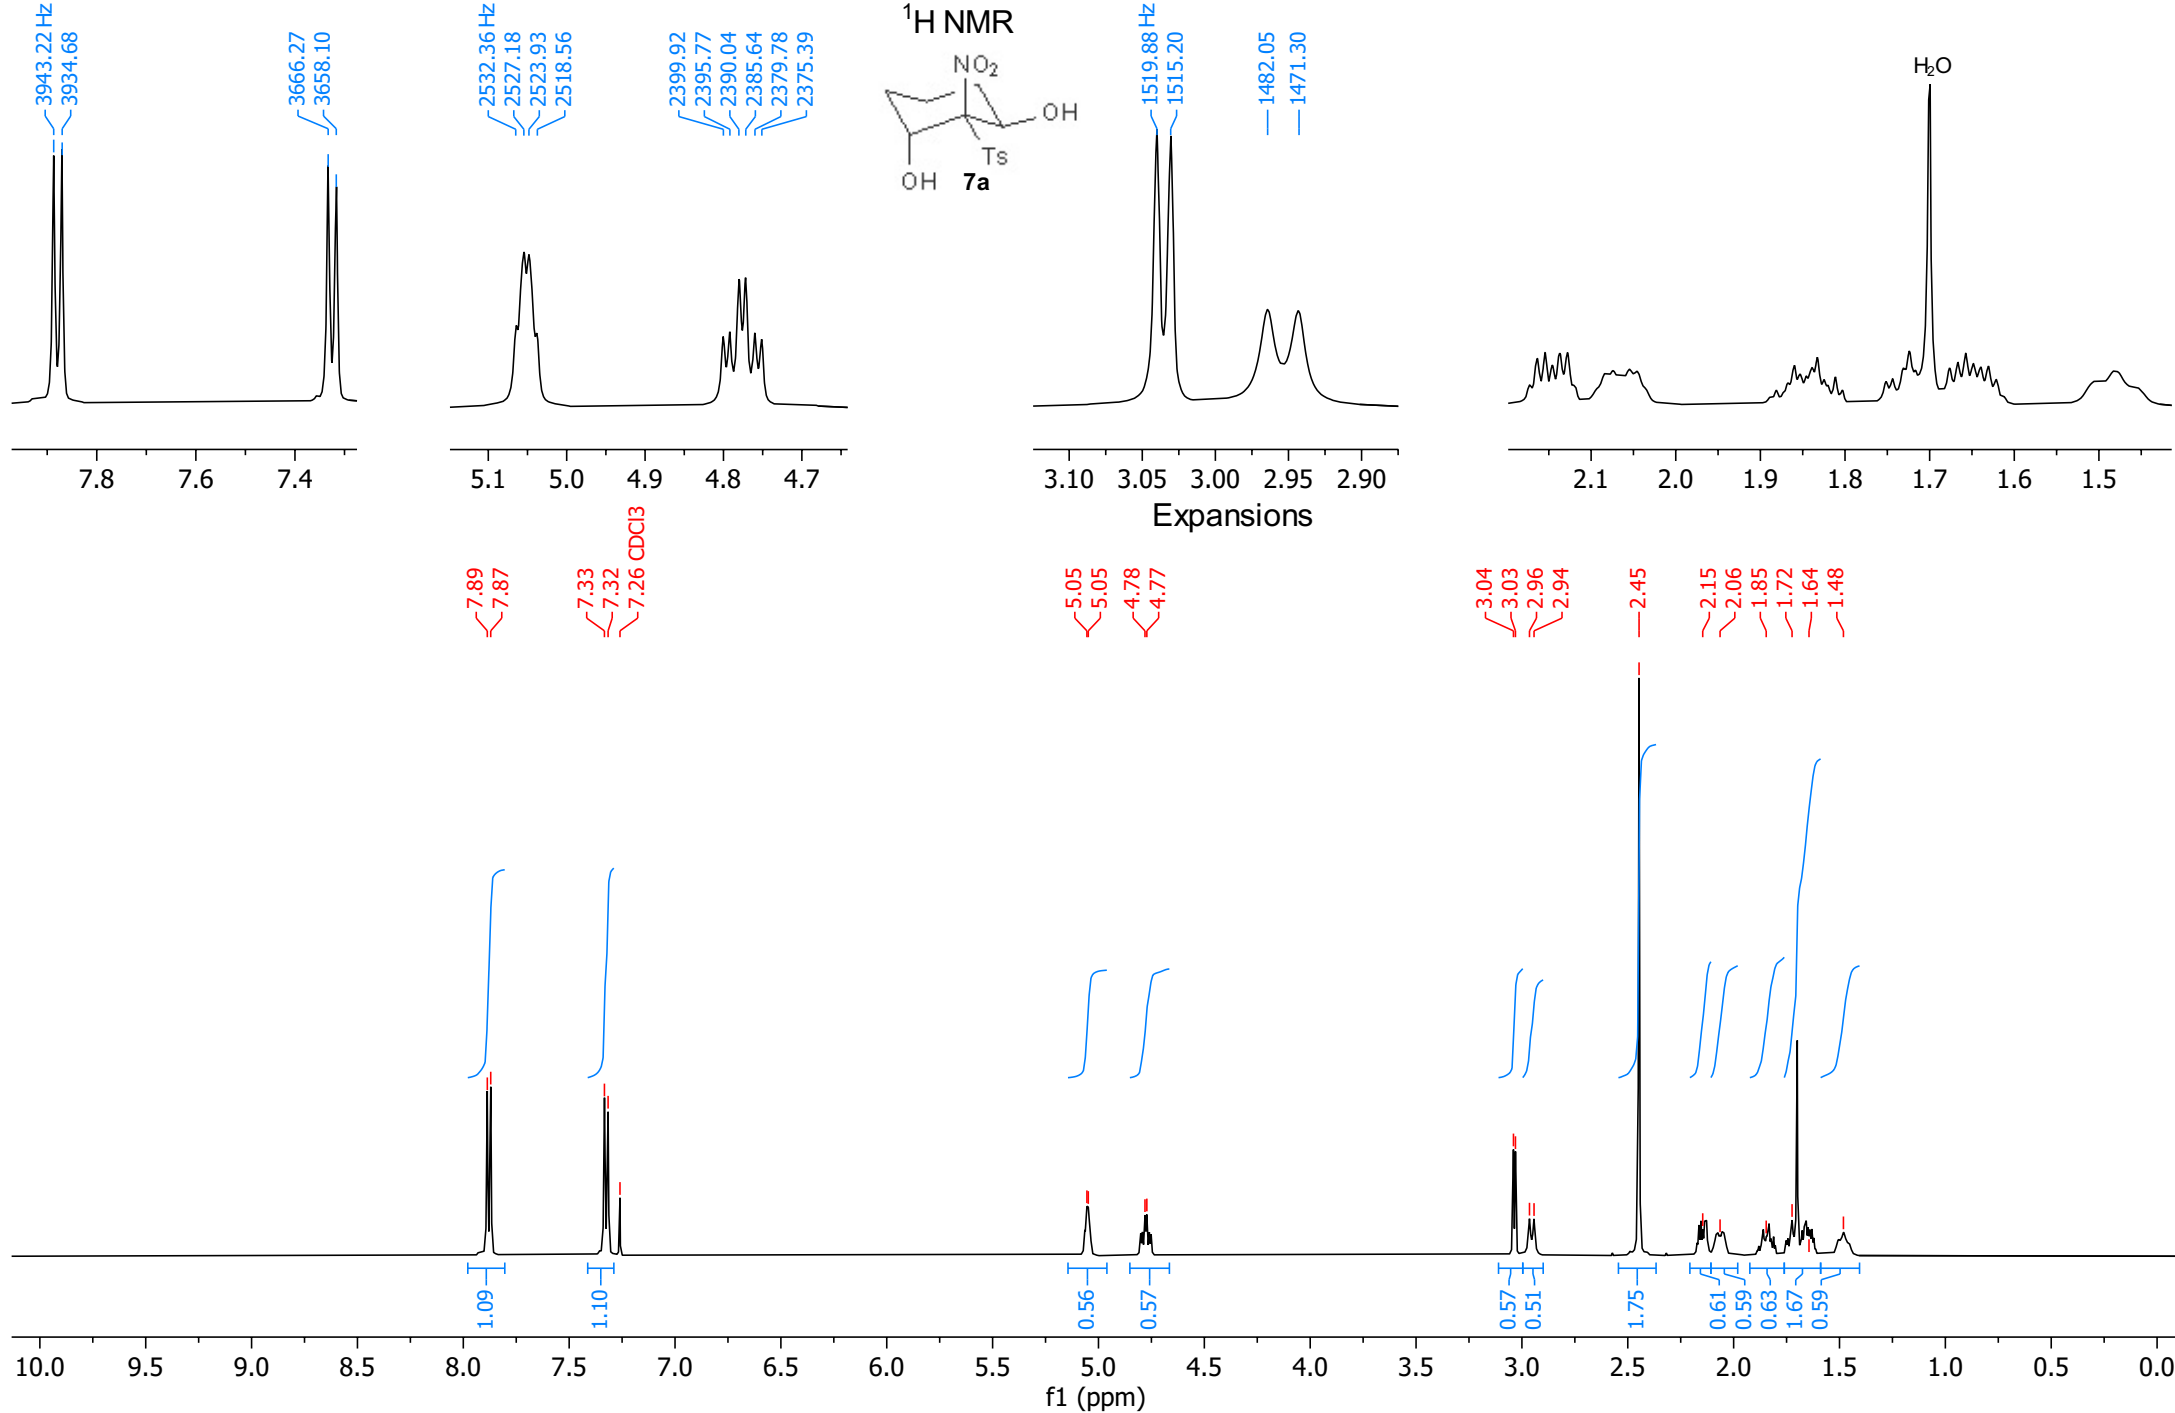 ¹H NMR
3943.22 Hz
3934.68
3666.27
3658.10
2532.36 Hz
2527.18
2523.93
2518.56
2399.92
2395.77
2390.04
2385.64
2379.78
2375.39
NO₂
OH
Ts
OH 7a
1519.88 Hz
1515.20
1482.05
1471.30
H₂O
7.8 7.6 7.4
5.1 5.0 4.9 4.8 4.7
3.10 3.05 3.00 2.95 2.90
2.1 2.0 1.9 1.8 1.7 1.6 1.5
Expansions
7.89
7.87
7.33
7.32
7.26 CDCl3
5.05
5.05
4.78
4.77
3.04
3.03
2.96
2.94
2.45
2.15
2.06
1.85
1.72
1.64
1.48
1.09
1.10
0.56
0.57
0.57
0.51
1.75
0.61
0.59
0.63
1.67
0.59
10.0 9.5 9.0 8.5 8.0 7.5 7.0 6.5 6.0 5.5 5.0 4.5 4.0 3.5 3.0 2.5 2.0 1.5 1.0 0.5 0.0
f1 (ppm)